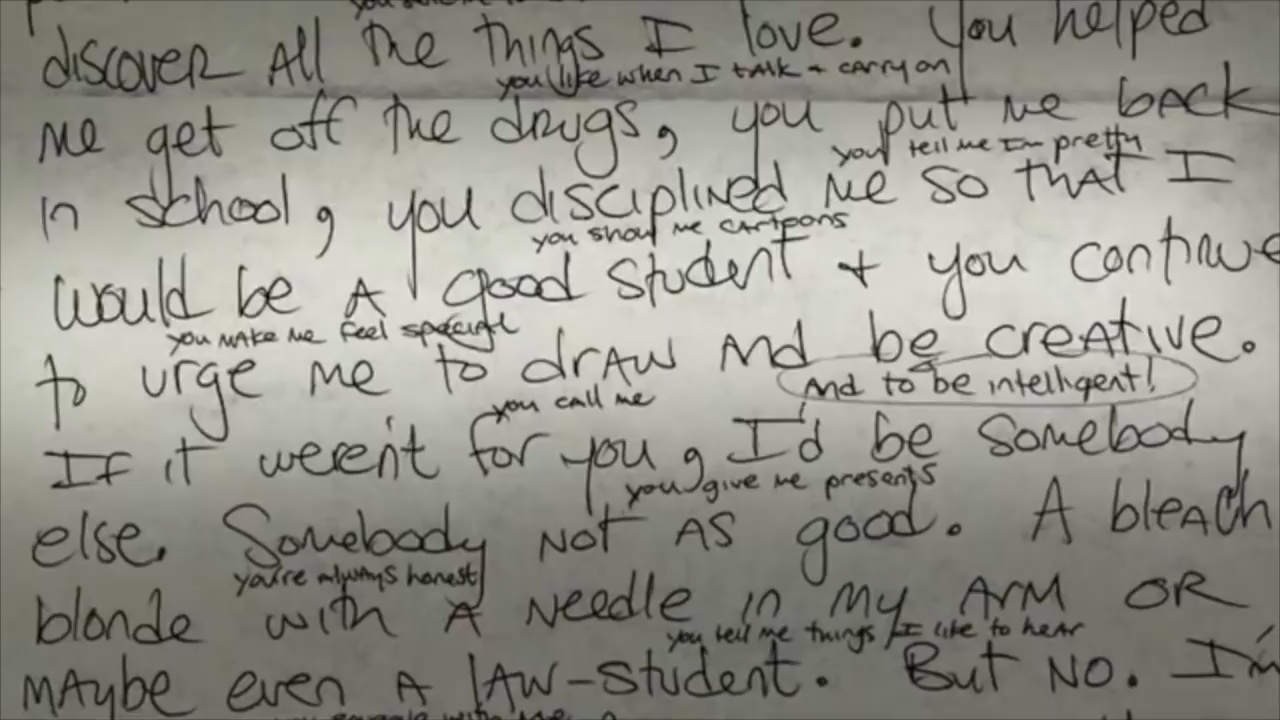 discover All the things I love. You helped
you like when I talk + carry on
me get off the drugs, you put me back
you tell me I'm pretty
in school, you disciplined me so that I
you show me cartoons
would be A good student + you continue
you make me feel special
to urge me to draw And be creative.
And to be intelligent!
you call me
If it weren't for you, I'd be somebody
you give me presents
else. Somebody not as good. A bleach
you're always honest
blonde with A needle in my Arm or
you tell me things I like to hear
maybe even A law-student. But no. I'm